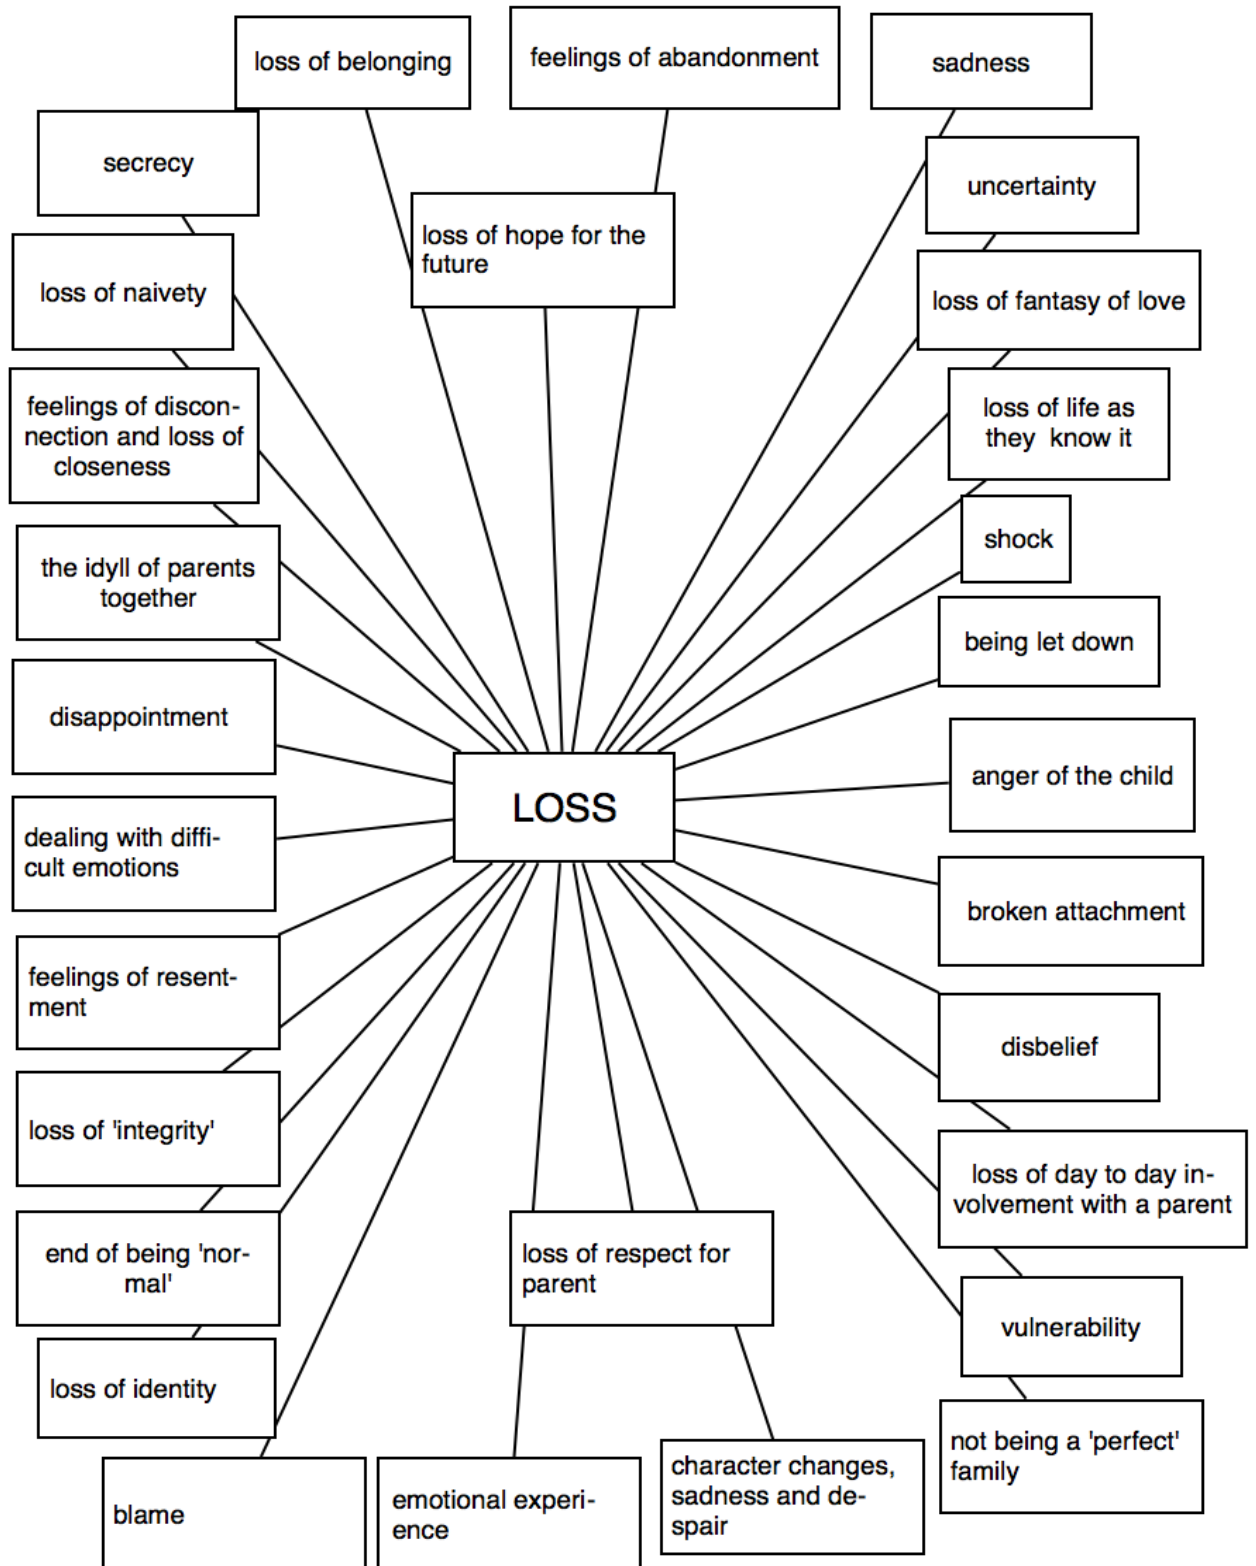 loss of belonging
feelings of abandonment
sadness
secrecy
uncertainty
loss of hope for the
future
loss of naivety
loss of fantasy of love
feelings of discon-
nection and loss of
closeness
loss of life as
they know it
shock
the idyll of parents
together
being let down
disappointment
anger of the child
LOSS
dealing with diffi-
cult emotions
broken attachment
feelings of resent-
ment
disbelief
loss of 'integrity'
loss of day to day in-
volvement with a parent
end of being 'nor-
mal'
loss of respect for
parent
vulnerability
loss of identity
not being a 'perfect'
family
character changes,
sadness and de-
spair
blame
emotional experi-
ence